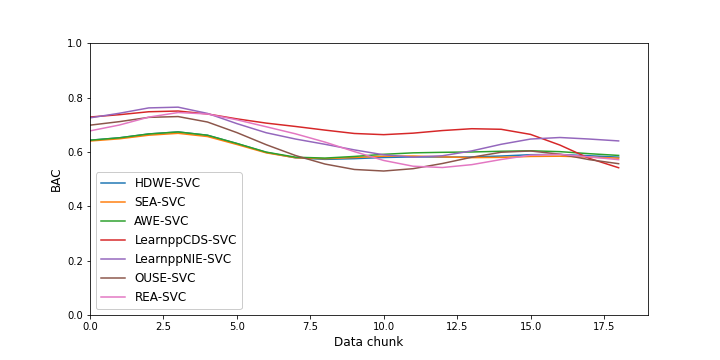 1.0
0.8
0.6
0.4
0.2
0.0
BAC
HDWE-SVC
SEA-SVC
AWE-SVC
LearnppCDS-SVC
LearnppNIE-SVC
OUSE-SVC
REA-SVC
0.0 2.5 5.0 7.5 10.0 12.5 15.0 17.5
Data chunk